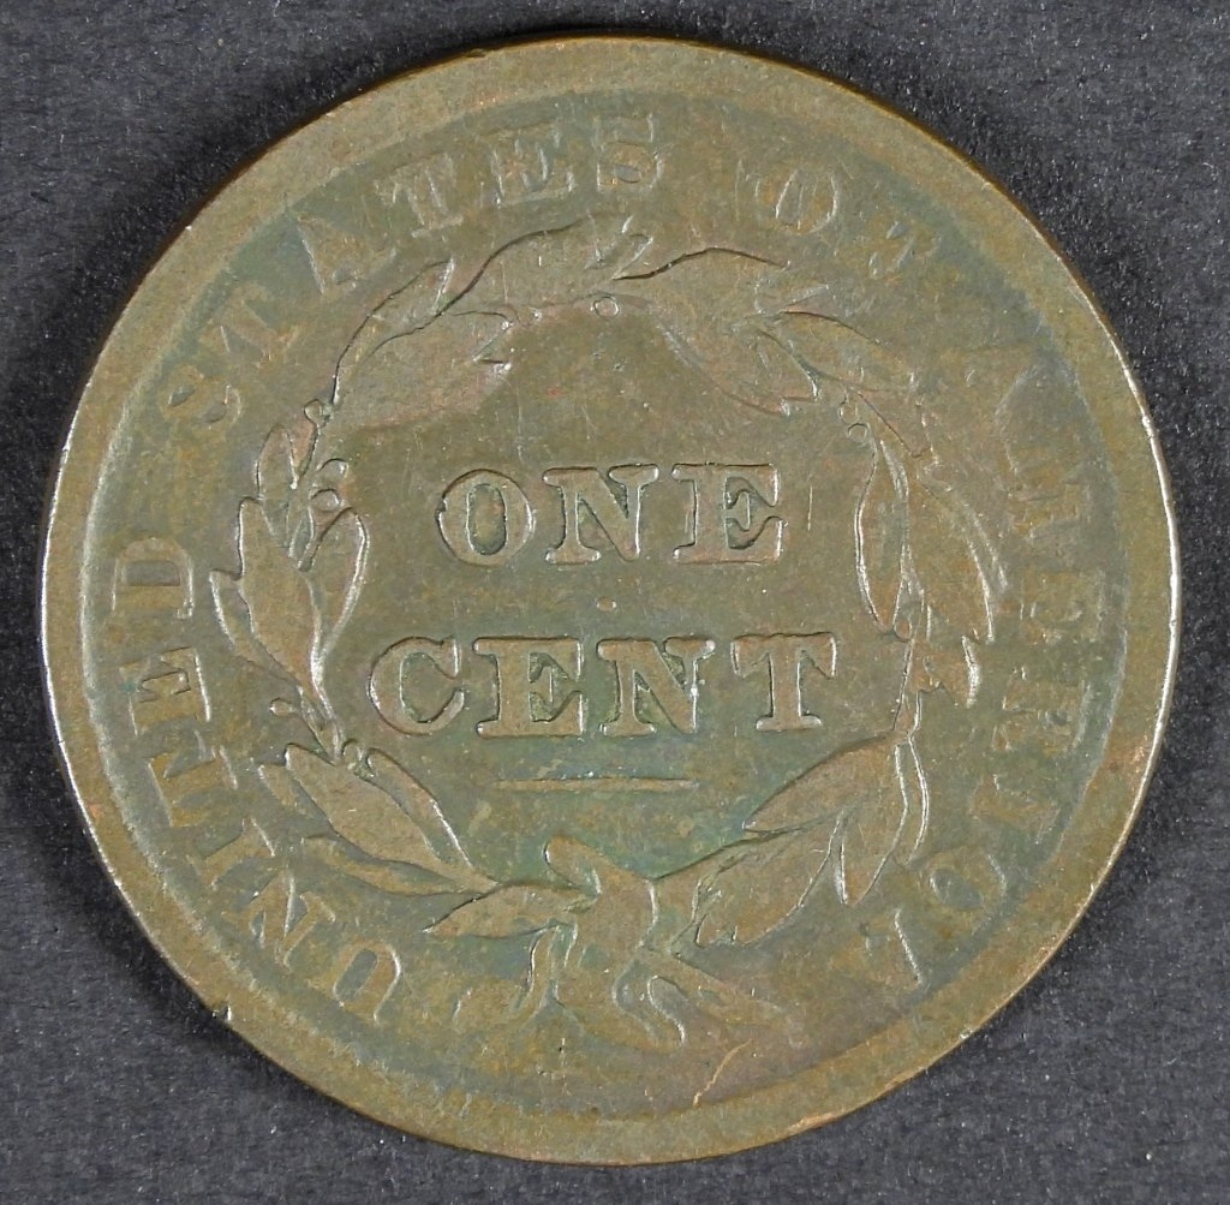 UNITED STATES OF AMERICA
ONE
CENT